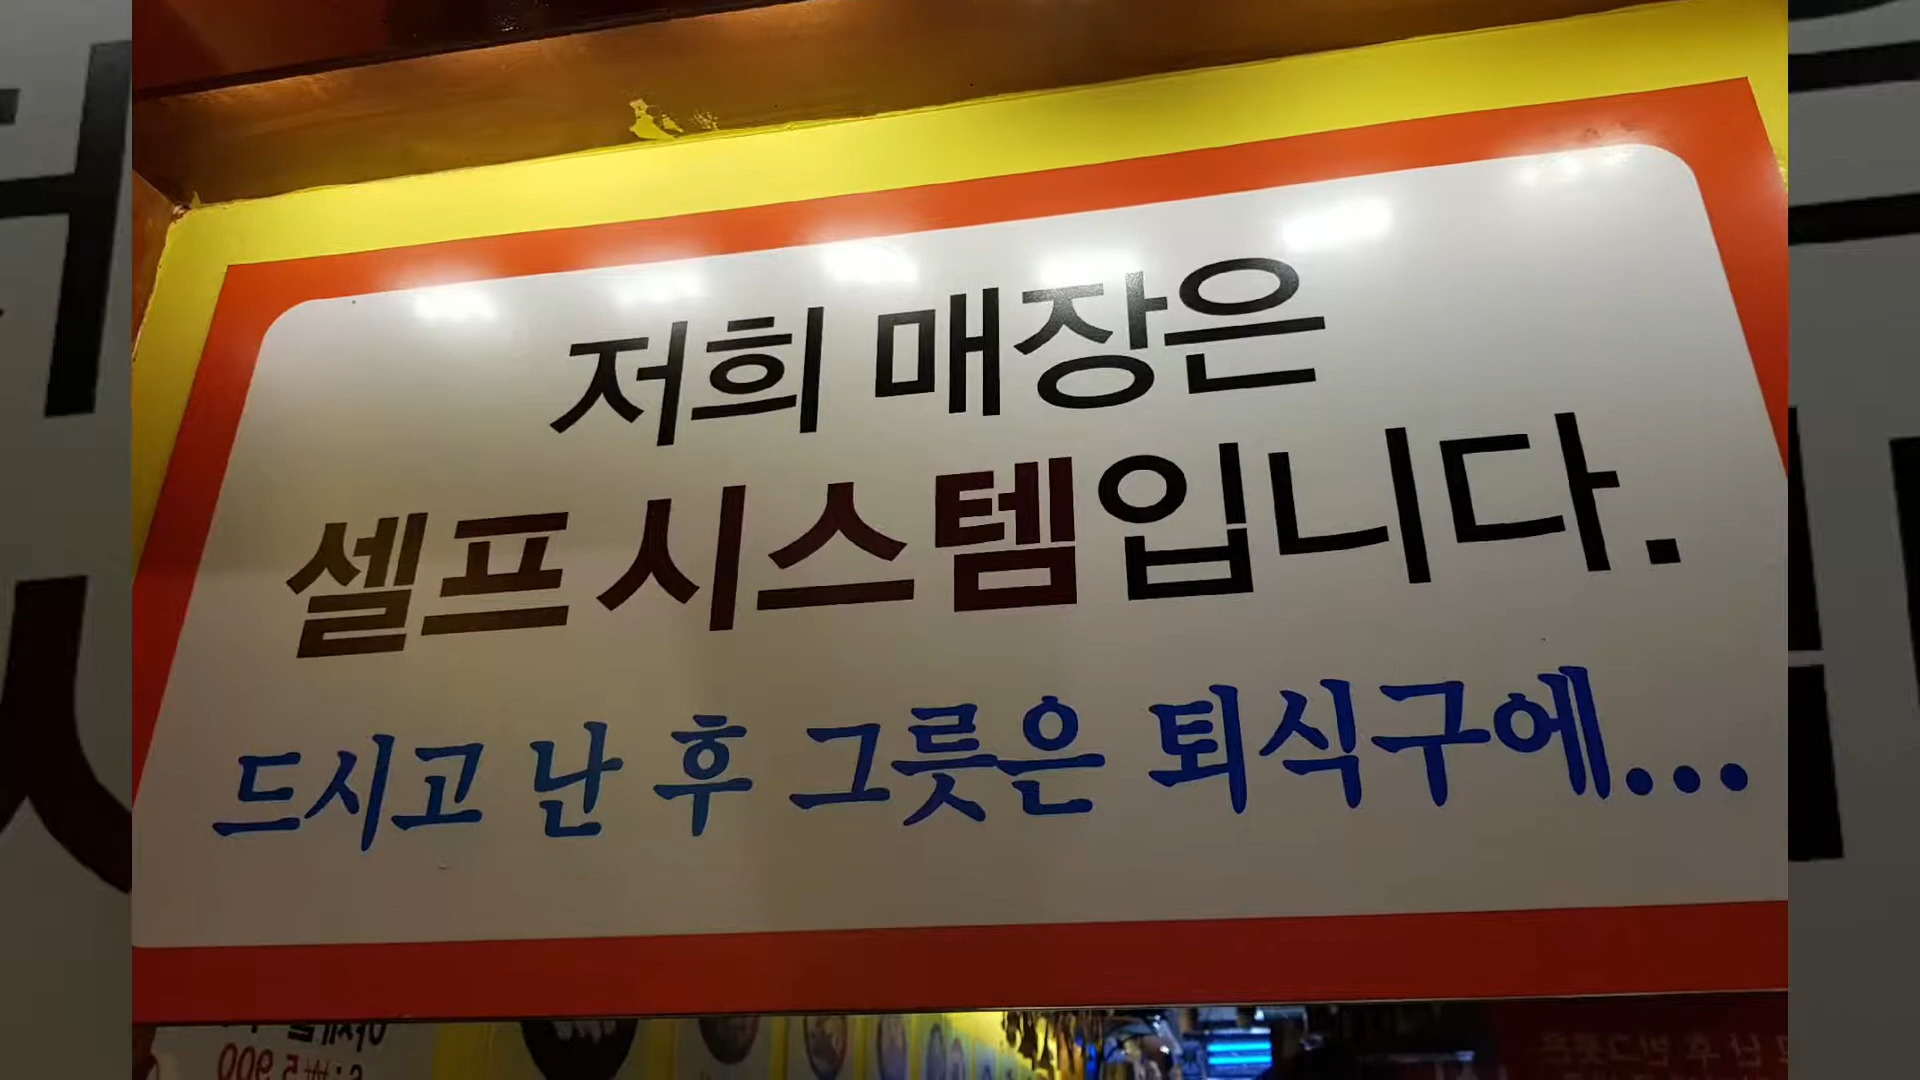 저희 매장은
셀프 시스템입니다.
드시고 난 후 그릇은 퇴식구에...